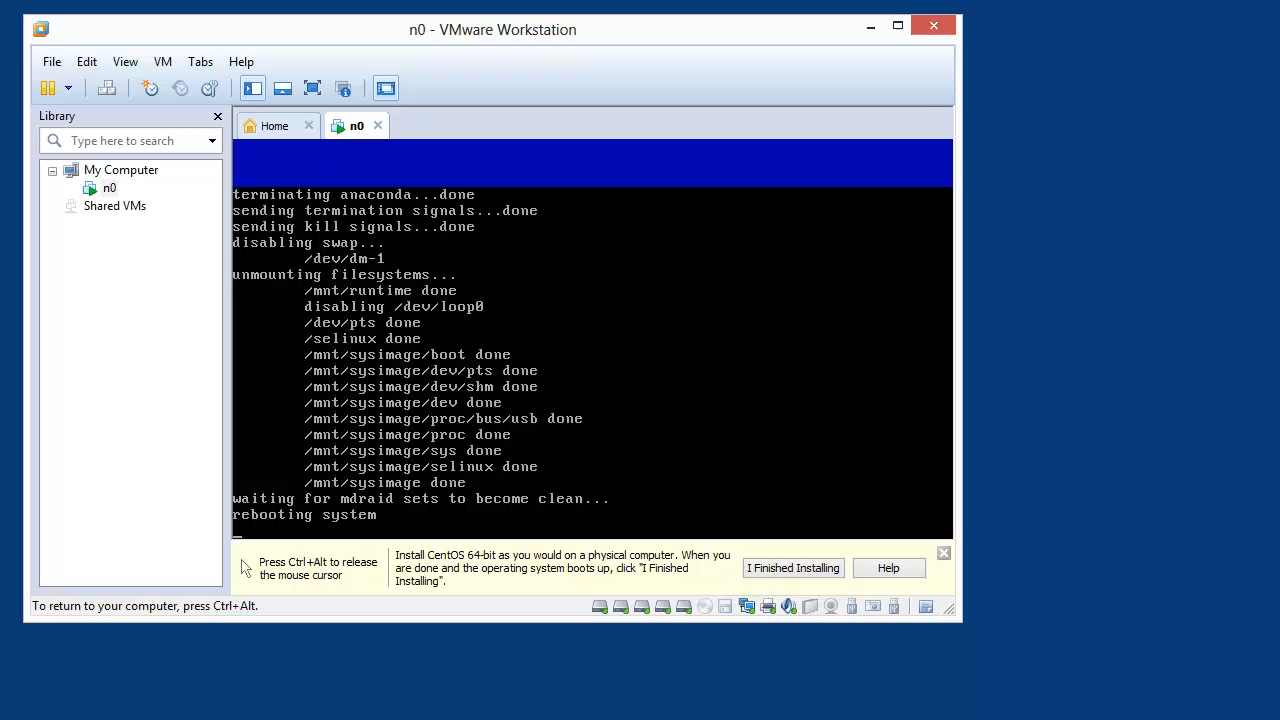 n0 - VMware Workstation
File Edit View VM Tabs Help
Library
Type here to search
Home
n0
My Computer
n0
Shared VMs
terminating anaconda...done
sending termination signals...done
sending kill signals...done
disabling swap...
/dev/dm-1
unmounting filesystems...
/mnt/runtime done
disabling /dev/loop0
/dev/pts done
/selinux done
/mnt/sysimage/boot done
/mnt/sysimage/dev/pts done
/mnt/sysimage/dev/shm done
/mnt/sysimage/dev done
/mnt/sysimage/proc/bus/usb done
/mnt/sysimage/proc done
/mnt/sysimage/sys done
/mnt/sysimage/selinux done
/mnt/sysimage done
waiting for mdraid sets to become clean...
rebooting system
Press Ctrl+Alt to release
the mouse cursor
Install CentOS 64-bit as you would on a physical computer. When you
are done and the operating system boots up, click "I Finished
Installing".
I Finished Installing
Help
To return to your computer, press Ctrl+Alt.